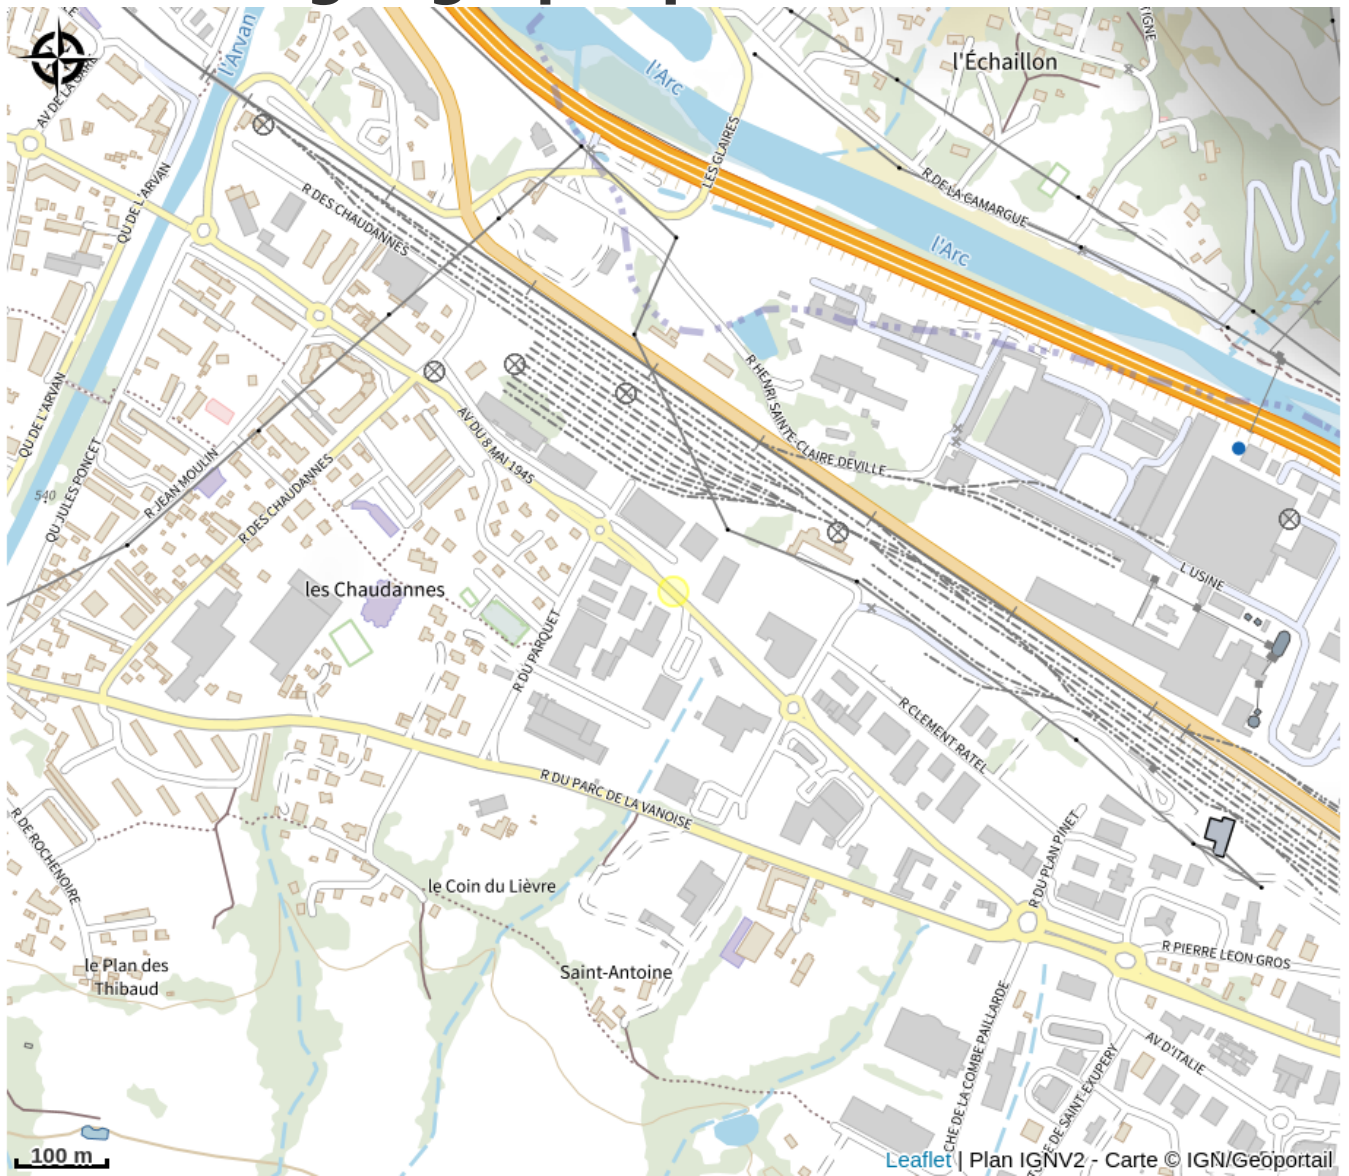 l'Arvan
l'Arc
l'Échaillon
AV DE LA GARE
LES GLAIRES
R DE LA CAMARGUE
QU DE L'ARVAN
R DES CHAUDANNES
l'Arc
QU DE L'ARVAN
R HENRI SAINTE-CLAIRE DEVILLE
AV DU 8 MAI 1945
QU JULES PONCET
R JEAN MOULIN
R DES CHAUDANNES
540
L USINE
les Chaudannes
R DU PARQUET
R CLEMENT RATEL
R DU PARC DE LA VANOISE
R DE ROCHENOIRE
R DU PLAN PINET
le Coin du Lièvre
R PIERRE LEON GROS
le Plan des
Thibaud
Saint-Antoine
CHE DE LA COMBE PAILLARDE
AV D'ITALIE
DE SAINT-EXUPERY
100 m
Leaflet | Plan IGNV2 - Carte © IGN/Geoportail